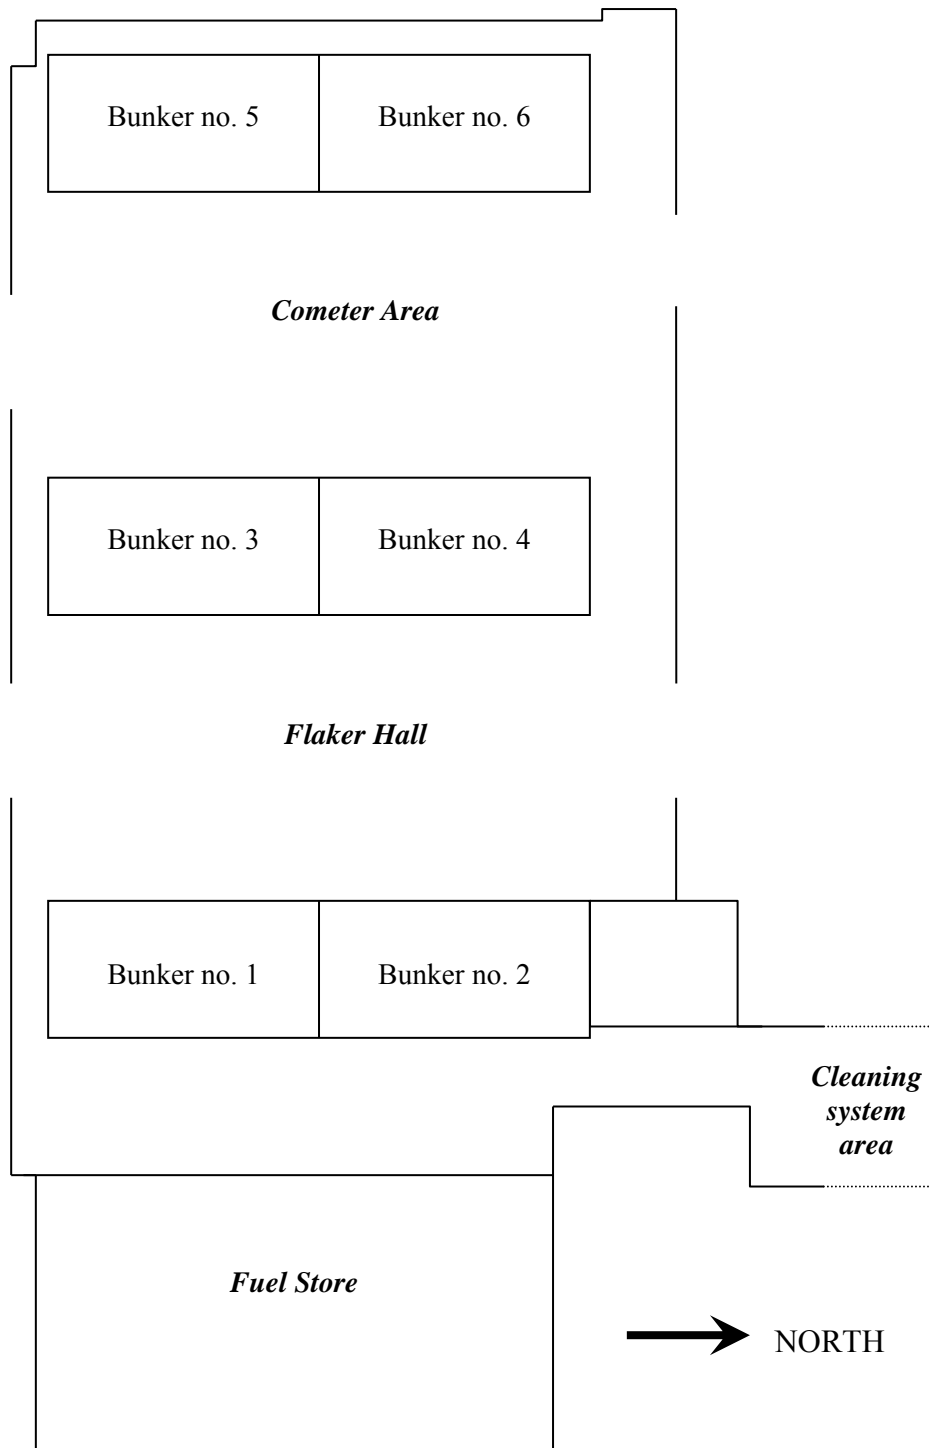 Bunker no. 5
Bunker no. 6
Cometer Area
Bunker no. 3
Bunker no. 4
Flaker Hall
Bunker no. 1
Bunker no. 2
Cleaning
system
area
Fuel Store
NORTH